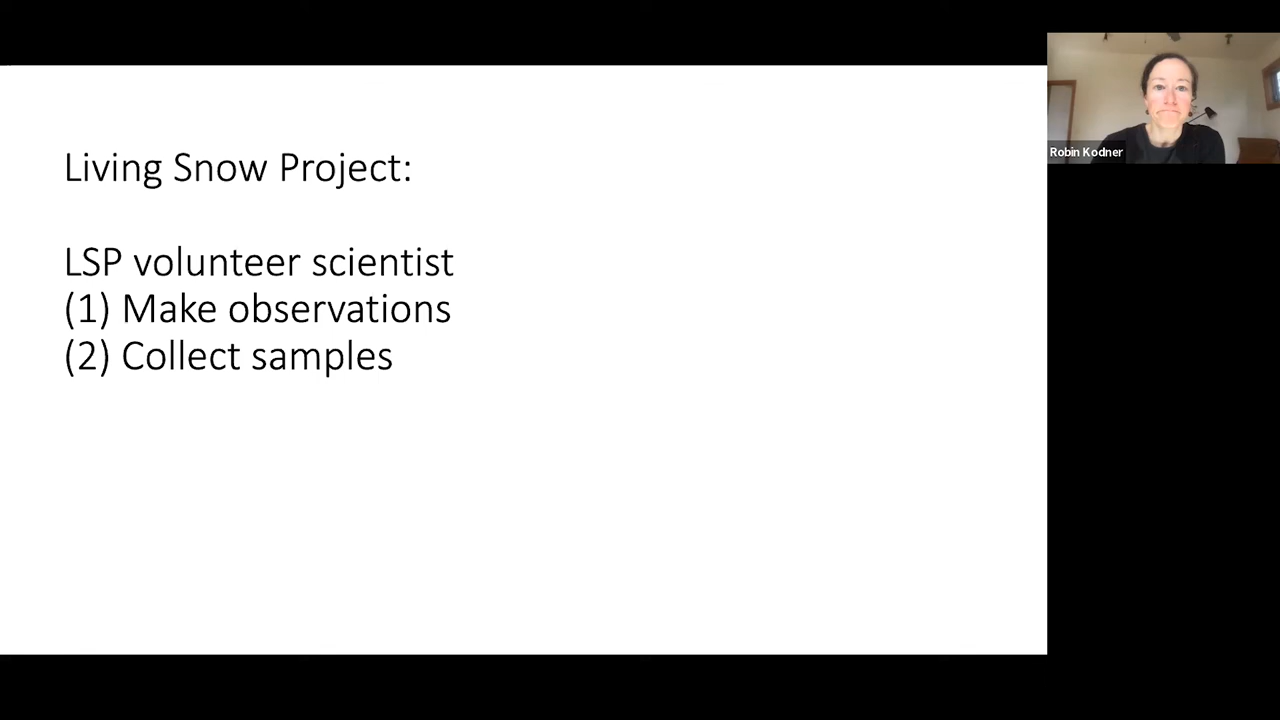 Living Snow Project:
LSP volunteer scientist
(1) Make observations
(2) Collect samples
Robin Kodner